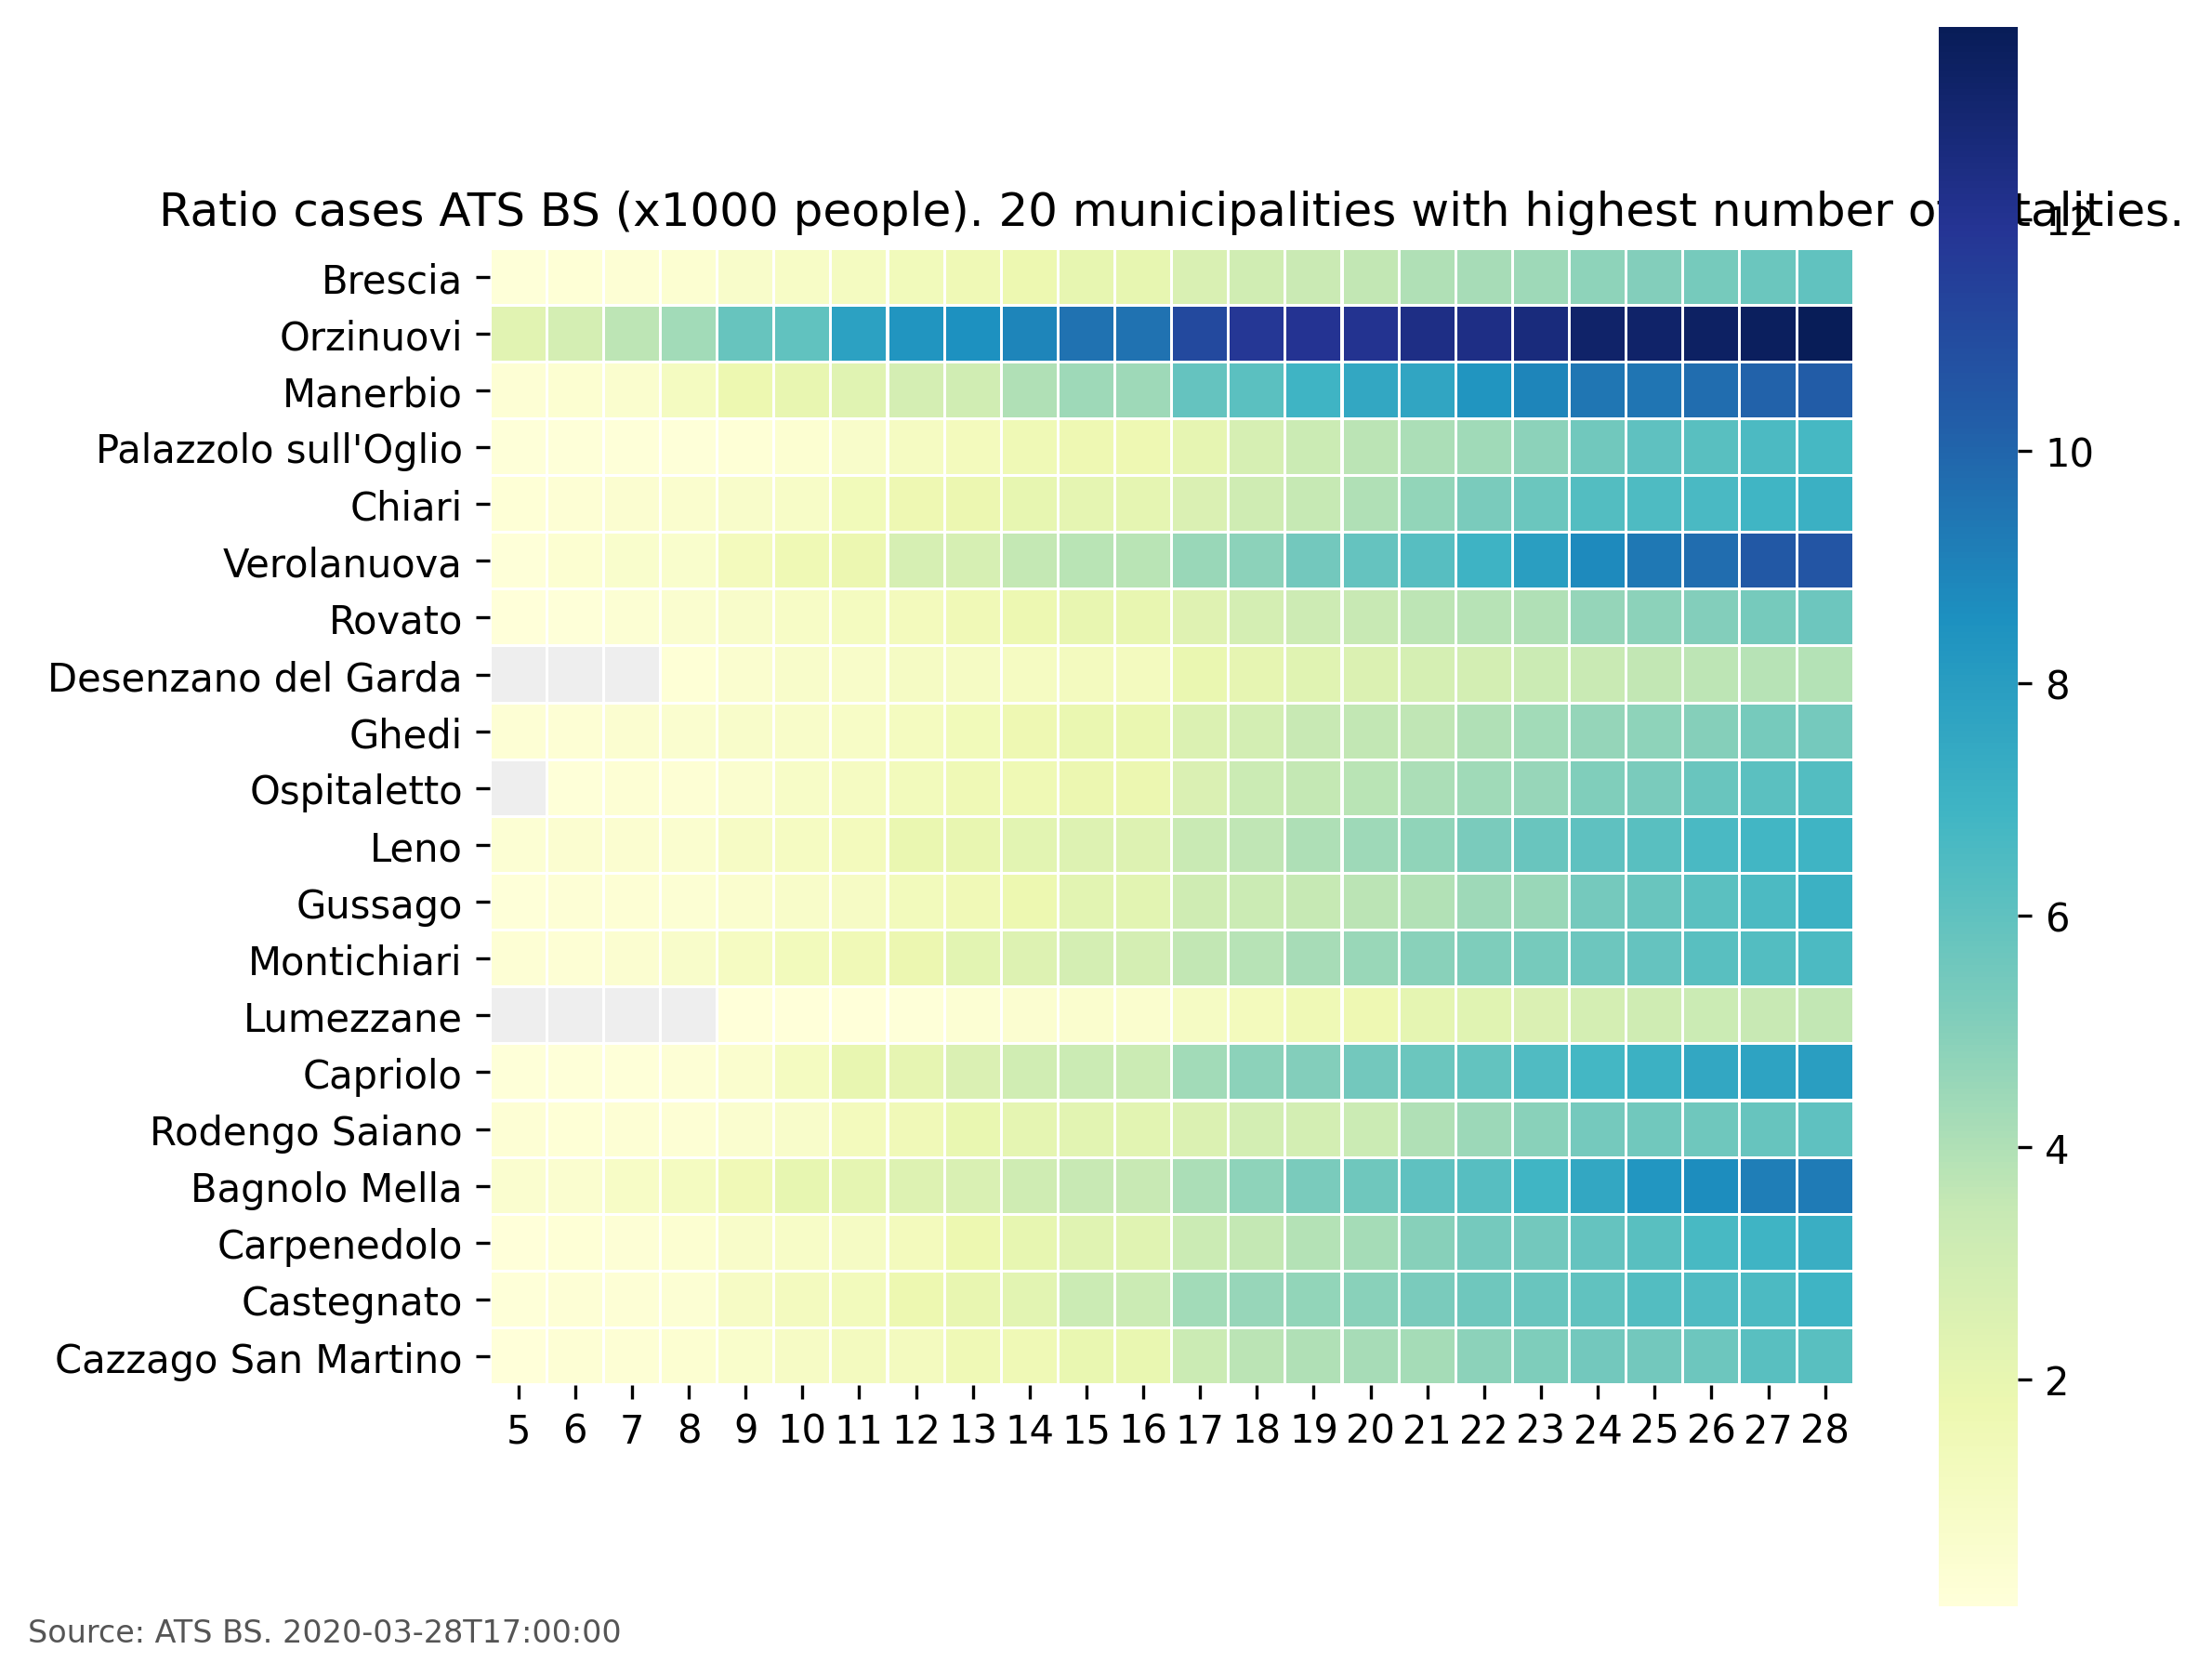 Ratio cases ATS BS (x1000 people). 20 municipalities with highest number of talities.
12
10
8
6
4
2
Brescia
Orzinuovi
Manerbio
Palazzolo sull'Oglio
Chiari
Verolanuova
Rovato
Desenzano del Garda
Ghedi
Ospitaletto
Leno
Gussago
Montichiari
Lumezzane
Capriolo
Rodengo Saiano
Bagnolo Mella
Carpenedolo
Castegnato
Cazzago San Martino
5 6 7 8 9 10 11 12 13 14 15 16 17 18 19 20 21 22 23 24 25 26 27 28
Source: ATS BS. 2020-03-28T17:00:00